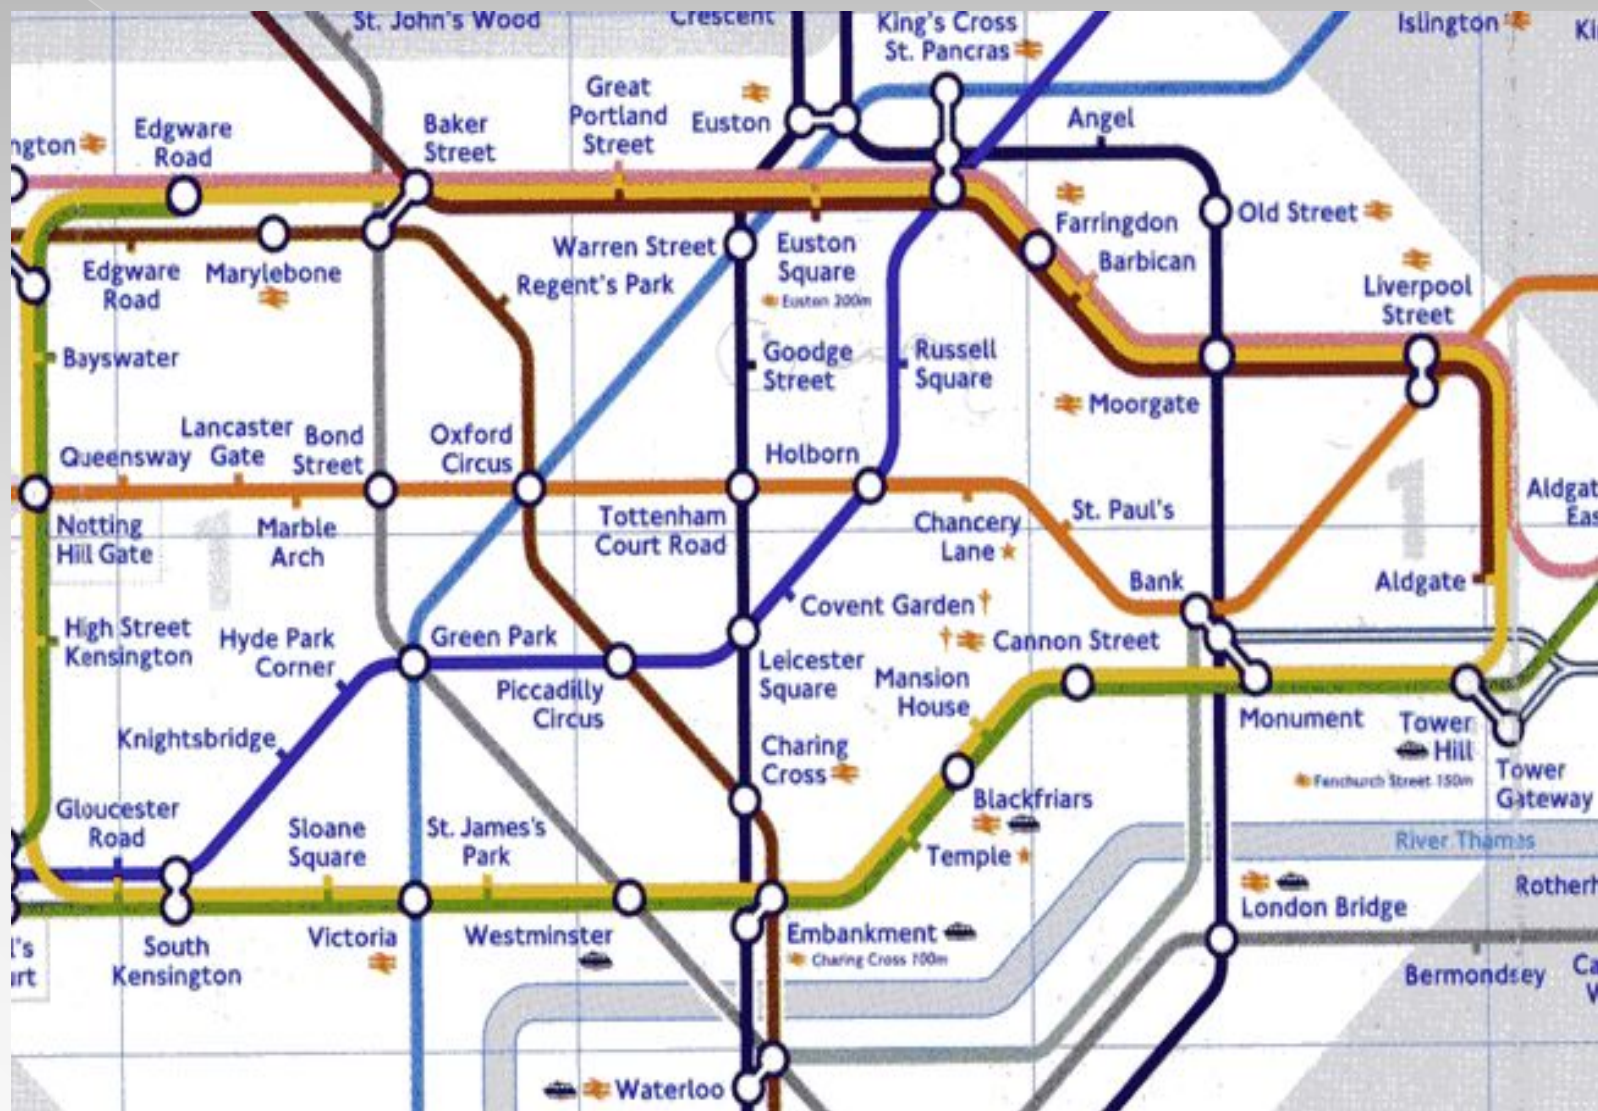 St. John's Wood
Crescent
King's Cross
St. Pancras
Islington
Edgware
Road
Baker
Street
Great
Portland
Street
Euston
Angel
Farringdon
Old Street
Barbican
Edgware
Road
Marylebone
Regent's Park
Warren Street
Euston
Square
Euston 200m
Liverpool
Street
Bayswater
Goodge
Street
Russell
Square
Moorgate
Queensway
Lancaster
Gate
Bond
Street
Oxford
Circus
Holborn
Notting
Hill Gate
Marble
Arch
Tottenham
Court Road
Chancery
Lane
St. Paul's
1
1
Bank
Aldgate
High Street
Kensington
Hyde Park
Corner
Green Park
Covent Garden
Cannon Street
Piccadilly
Circus
Leicester
Square
Mansion
House
Monument
Tower
Hill
Fenchurch Street 150m
Tower
Gateway
Knightsbridge
Charing
Cross
Blackfriars
Temple
River Thames
Gloucester
Road
Sloane
Square
St. James's
Park
South
Kensington
Victoria
Westminster
Embankment
Charing Cross 100m
London Bridge
Bermondsey
Waterloo